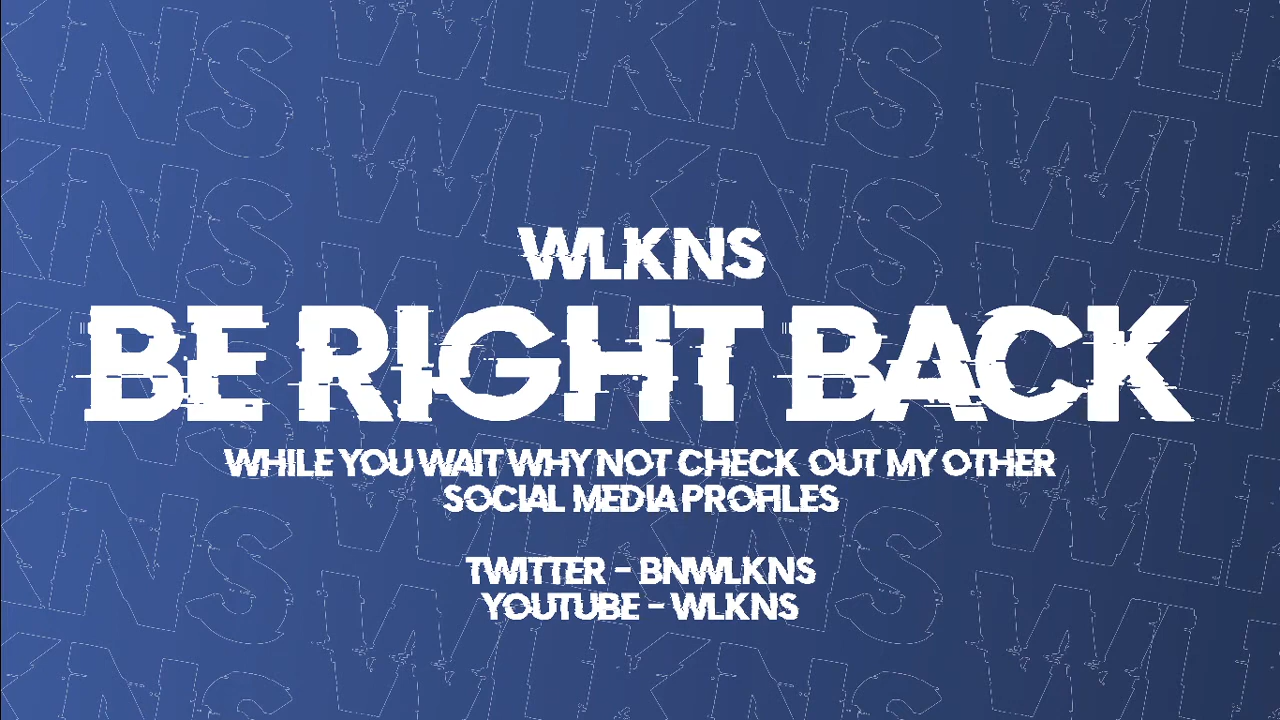 WLKNS
BE RIGHT BACK
WHILE YOU WAIT WHY NOT CHECK OUT MY OTHER
SOCIAL MEDIA PROFILES
TWITTER - BNWLKNS
YOUTUBE - WLKNS